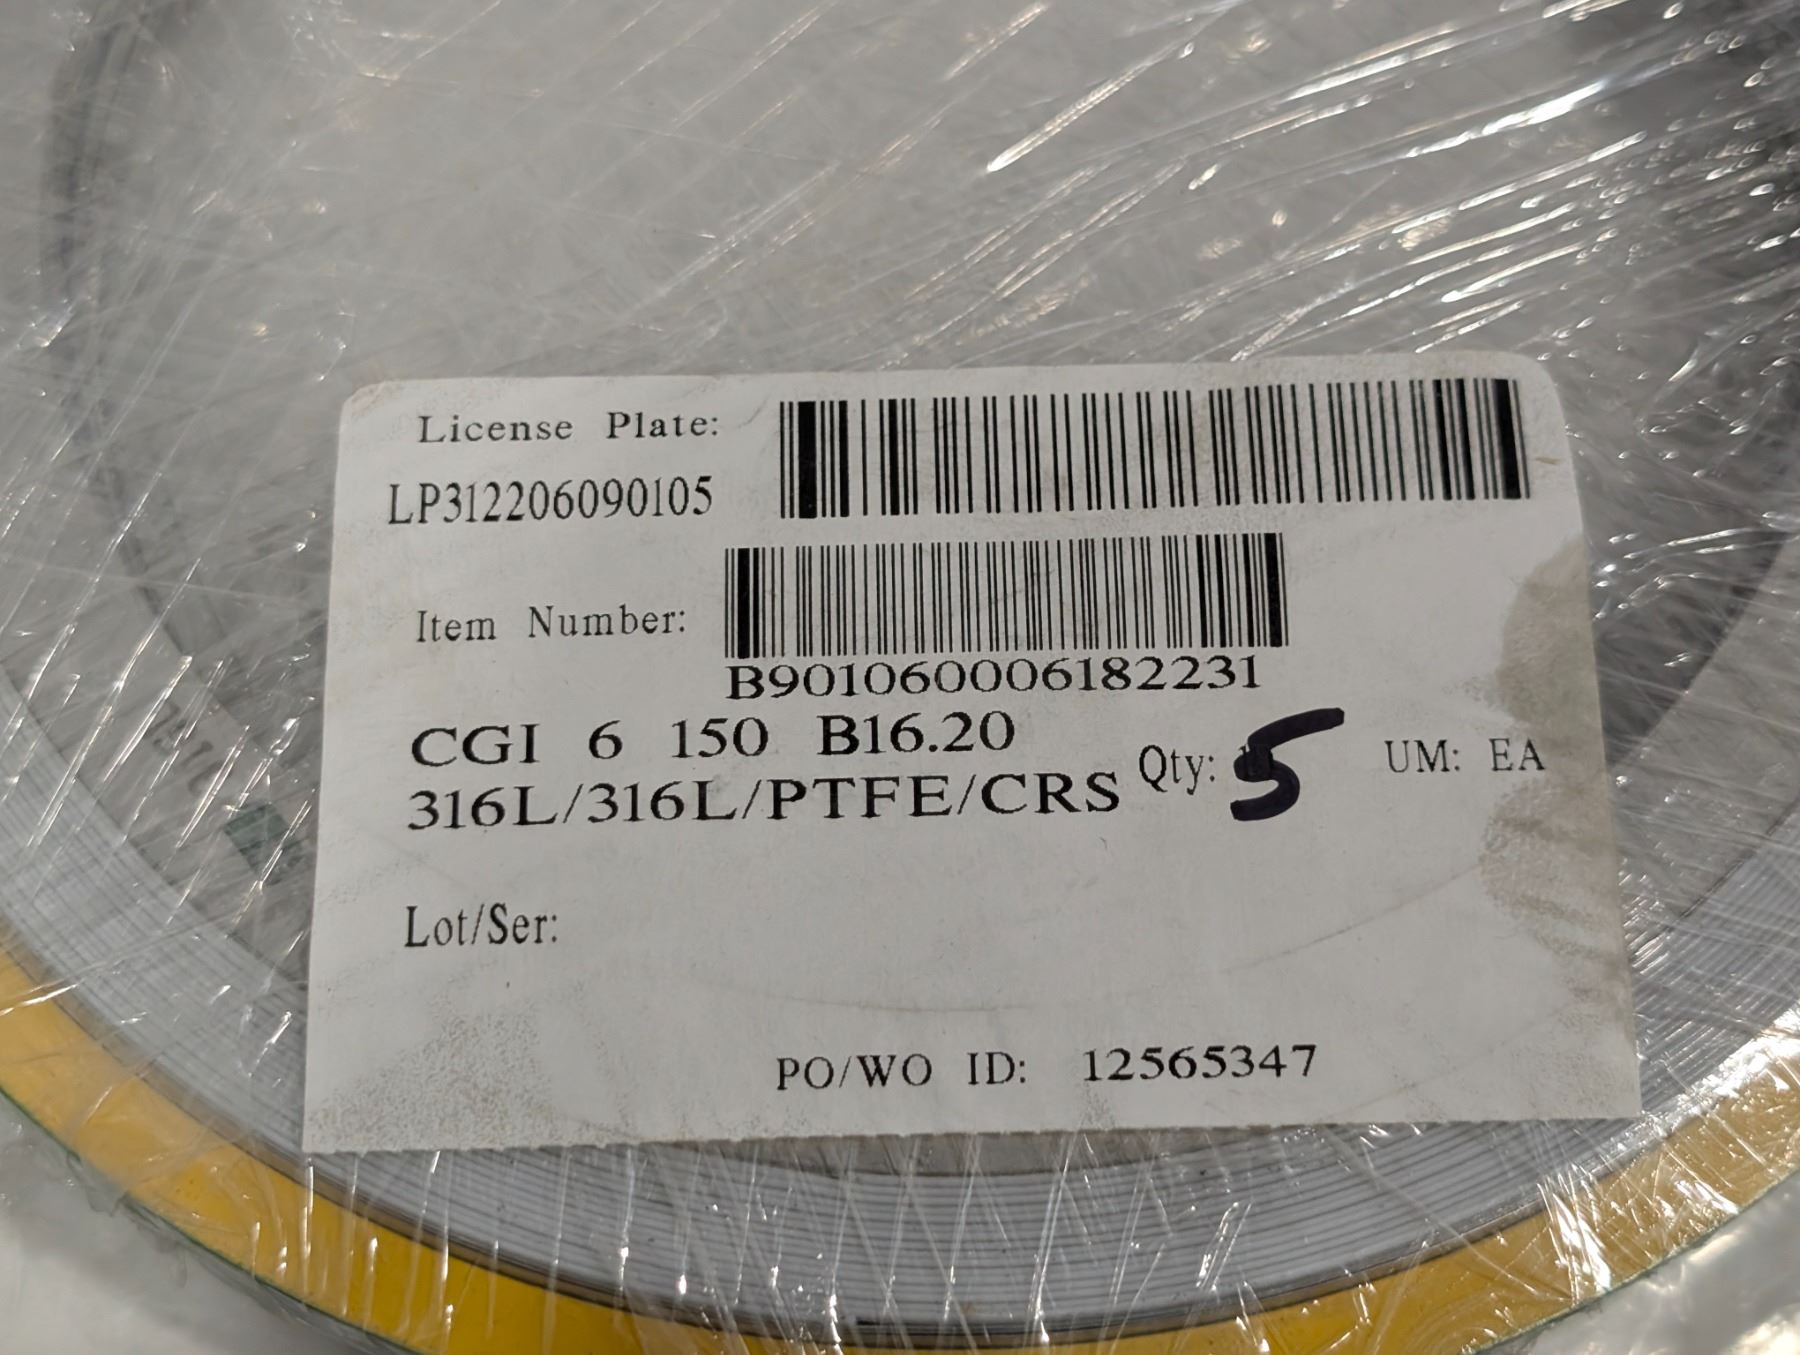 License Plate:
LP312206090105
Item Number:
B9010600006182231
CGI 6 150 B16.20
316L/316L/PTFE/CRS
Qty: 5 UM: EA
Lot/Ser:
PO/WO ID: 12565347